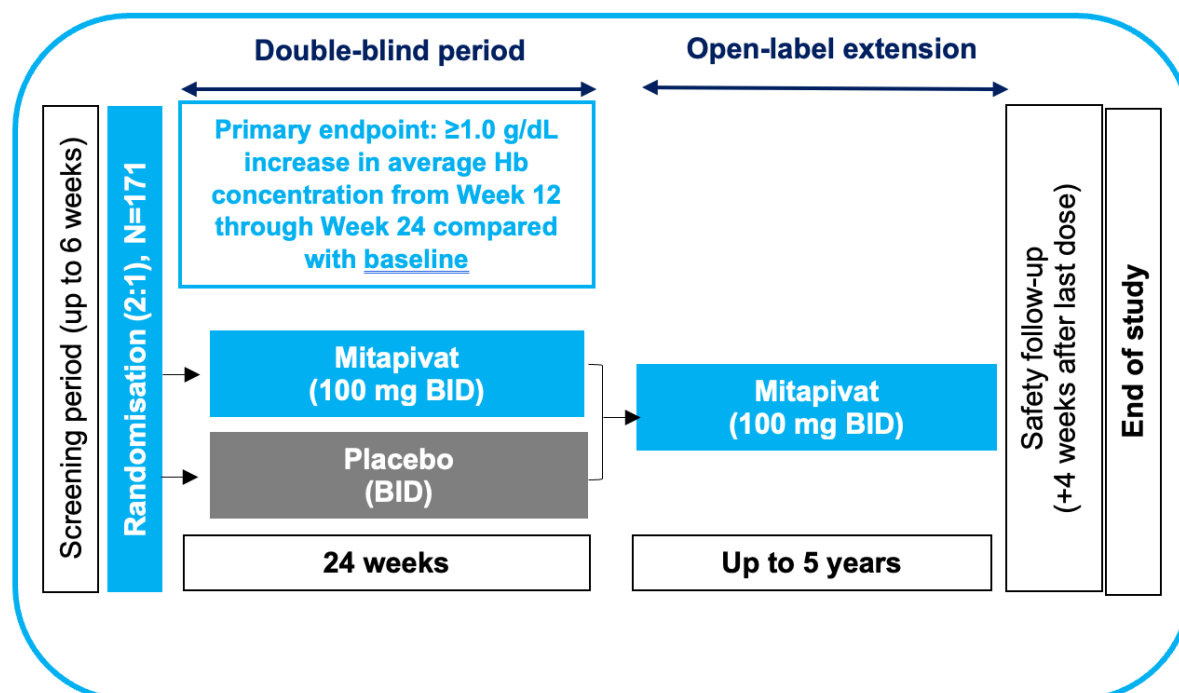 Double-blind period
Open-label extension
Screening period (up to 6 weeks)
Randomisation (2:1), N=171
Primary endpoint: ≥1.0 g/dL
increase in average Hb
concentration from Week 12
through Week 24 compared
with baseline
Mitapivat
(100 mg BID)
Placebo
(BID)
24 weeks
Mitapivat
(100 mg BID)
Up to 5 years
Safety follow-up
(+4 weeks after last dose)
End of study